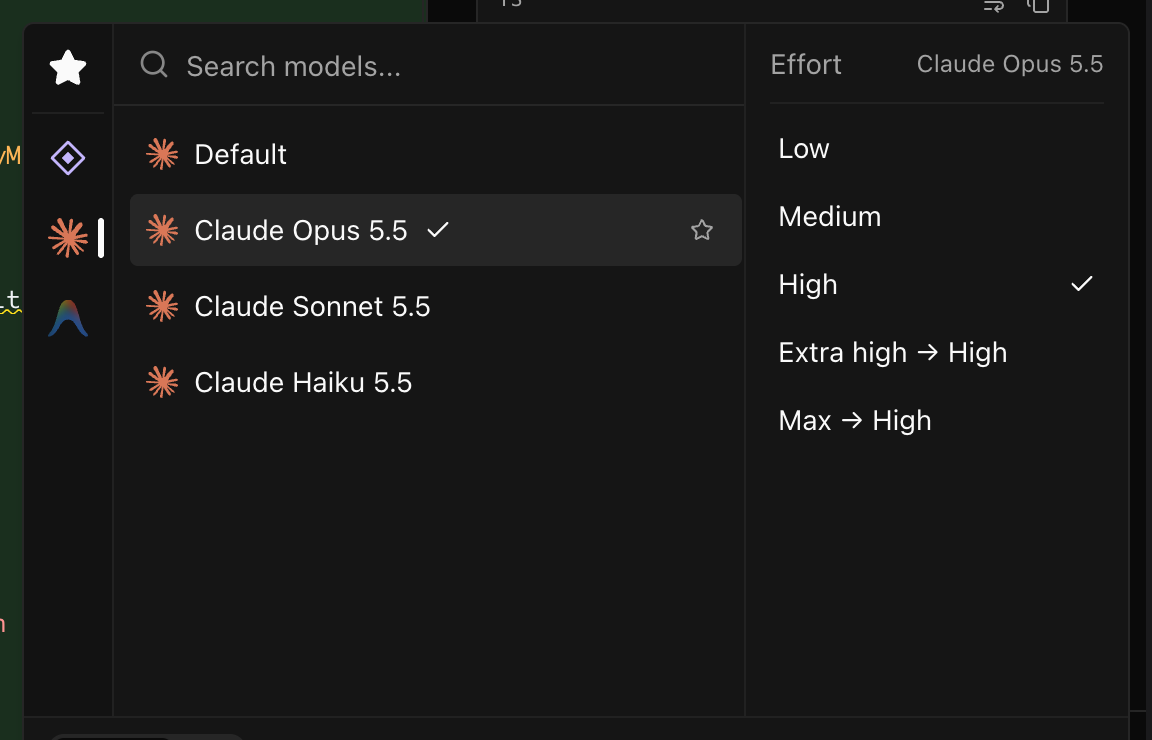 Search models...
Default
Claude Opus 5.5
Claude Sonnet 5.5
Claude Haiku 5.5
Effort
Claude Opus 5.5
Low
Medium
High
Extra high → High
Max → High